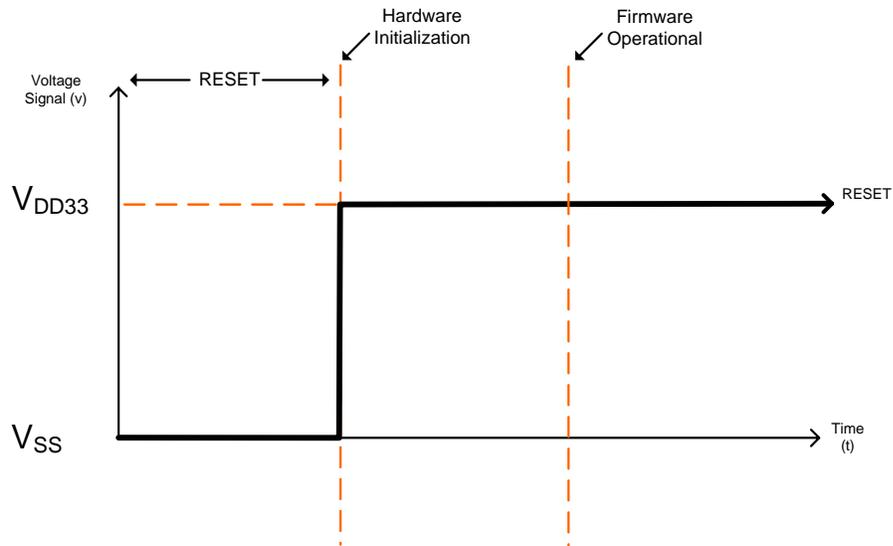 Hardware
Initialization
Firmware
Operational
Voltage
Signal (v)
RESET
VDD33
RESET
VSS
Time
(t)